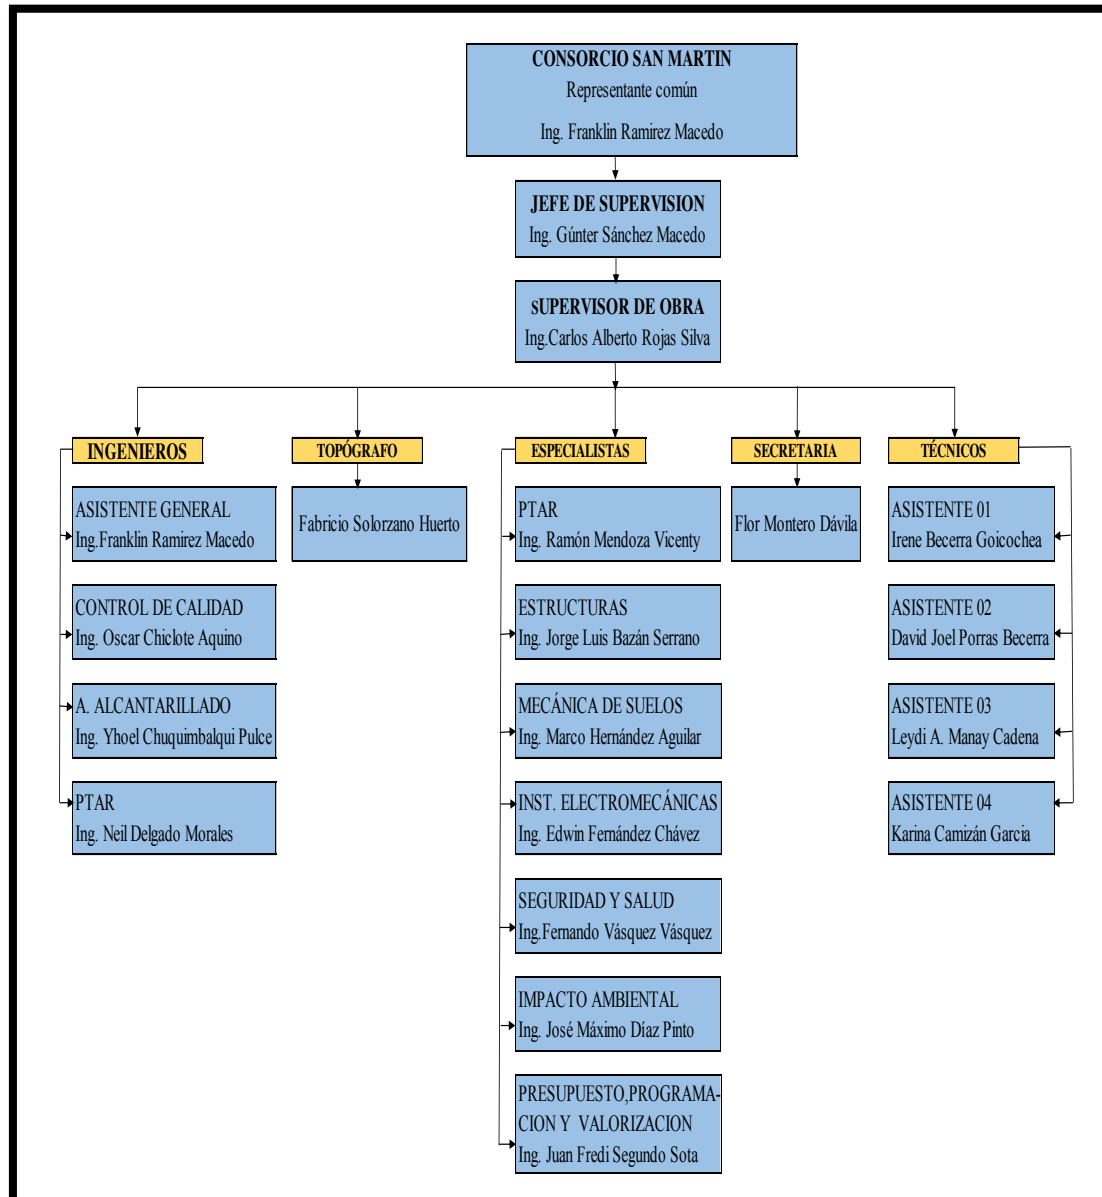 CONSORCIO SAN MARTIN
Representante común
Ing. Franklin Ramirez Macedo
JEFE DE SUPERVISION
Ing. Günter Sánchez Macedo
SUPERVISOR DE OBRA
Ing.Carlos Alberto Rojas Silva
INGENIEROS
ASISTENTE GENERAL
Ing.Franklin Ramirez Macedo
CONTROL DE CALIDAD
Ing. Oscar Chiclote Aquino
A. ALCANTARILLADO
Ing. Yhoel Chuquimbalqui Pulce
PTAR
Ing. Neil Delgado Morales
TOPÓGRAFO
Fabricio Solorzano Huerto
ESPECIALISTAS
PTAR
Ing. Ramón Mendoza Vicenty
ESTRUCTURAS
Ing. Jorge Luis Bazán Serrano
MECÁNICA DE SUELOS
Ing. Marco Hernández Aguilar
INST. ELECTROMECÁNICAS
Ing. Edwin Fernández Chávez
SEGURIDAD Y SALUD
Ing.Fernando Vásquez Vásquez
IMPACTO AMBIENTAL
Ing. José Máximo Díaz Pinto
PRESUPUESTO,PROGRAMA-
CION Y VALORIZACION
Ing. Juan Fredi Segundo Sota
SECRETARIA
Flor Montero Dávila
TÉCNICOS
ASISTENTE 01
Irene Becerra Goicochea
ASISTENTE 02
David Joel Porras Becerra
ASISTENTE 03
Leydi A. Manay Cadena
ASISTENTE 04
Karina Camizán Garcia